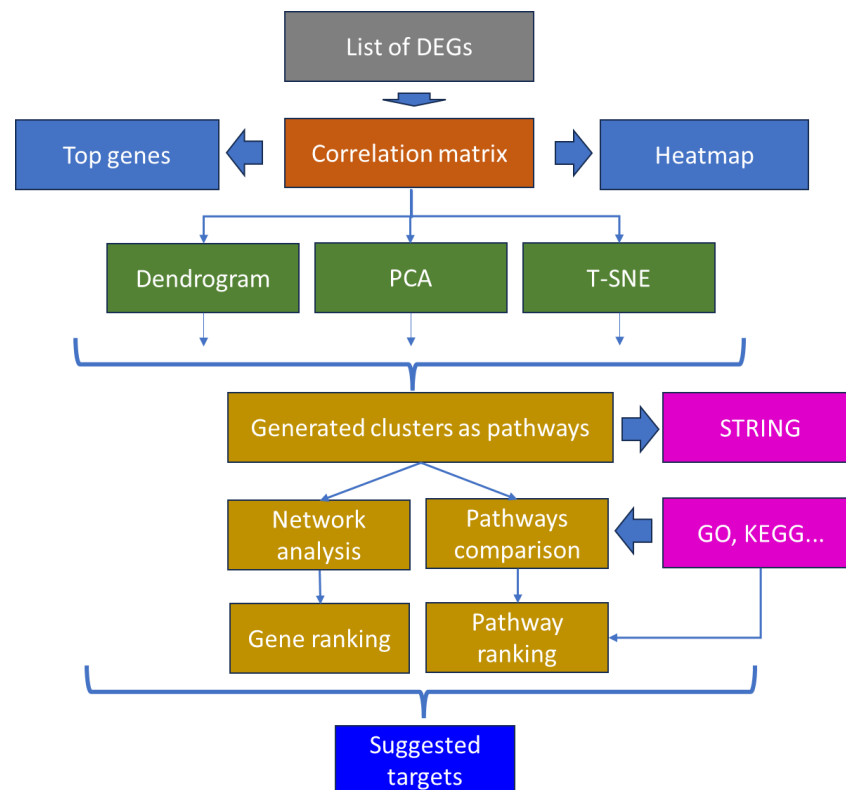 List of DEGs
Top genes
Correlation matrix
Heatmap
Dendrogram
PCA
T-SNE
Generated clusters as pathways
STRING
Network
analysis
Pathways
comparison
GO, KEGG...
Gene ranking
Pathway
ranking
Suggested
targets